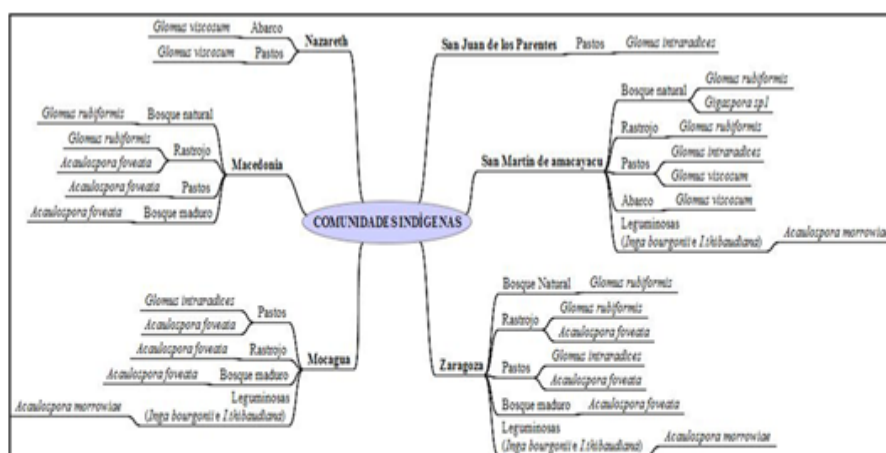 COMUNIDADES INDÍGENAS
Nazareth
Abarco
Glomus viscosum
Pastos
Glomus viscosum
Macedonia
Bosque natural
Glomus rubiformis
Rastrojo
Glomus rubiformis
Acaulospora foveata
Pastos
Acaulospora foveata
Bosque maduro
Acaulospora foveata
Mocagua
Pastos
Glomus intraradices
Acaulospora foveata
Rastrojo
Acaulospora foveata
Bosque maduro
Acaulospora foveata
Leguminosas
(Inga bourgonii e I.thibaudiana)
Acaulospora morrowiae
San Juan de los Parentes
Pastos
Glomus intraradices
San Martin de amacayacu
Bosque natural
Glomus rubiformis
Gigaspora sp1
Rastrojo
Glomus rubiformis
Pastos
Glomus intraradices
Glomus viscosum
Abarco
Glomus viscosum
Leguminosas
(Inga bourgonii e I.thibaudiana)
Acaulospora morrowiae
Zaragoza
Bosque Natural
Glomus rubiformis
Rastrojo
Glomus rubiformis
Acaulospora foveata
Pastos
Glomus intraradices
Acaulospora foveata
Bosque maduro
Acaulospora foveata
Leguminosas
(Inga bourgonii e I.thibaudiana)
Acaulospora morrowiae